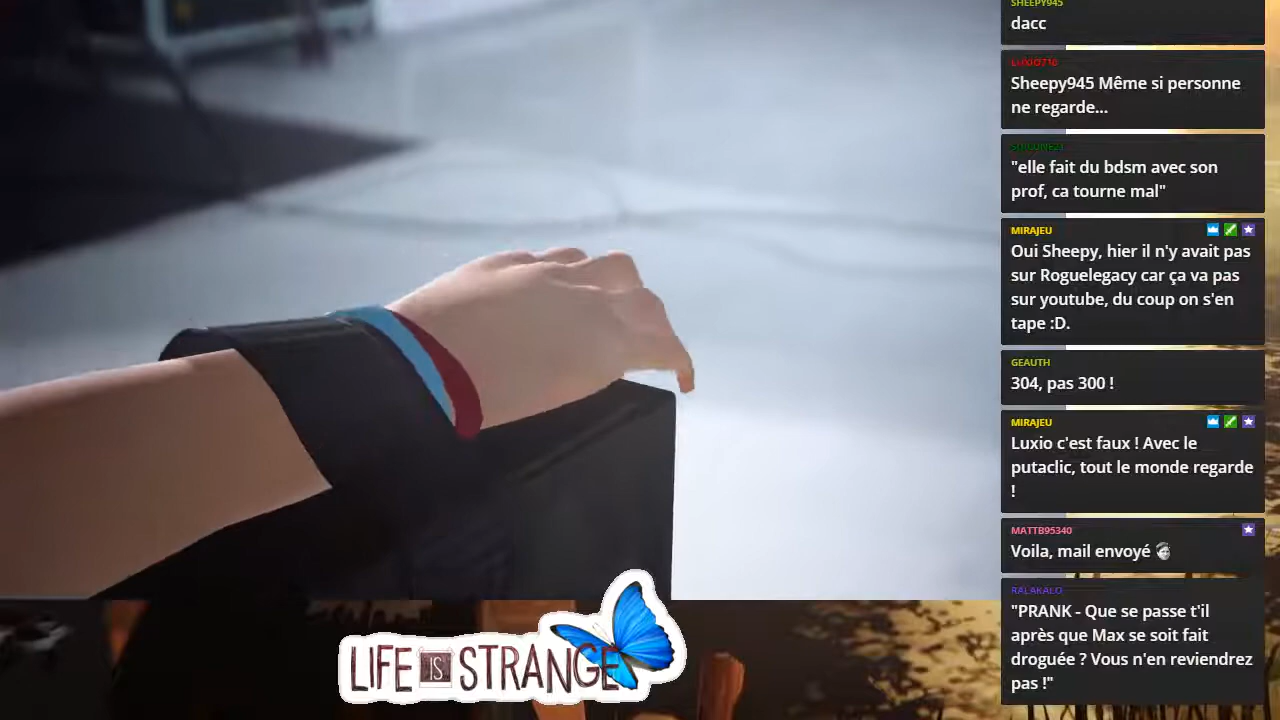 SHEEPY945
dacc
LUXIO718
Sheepy945 Même si personne
ne regarde...
"elle fait du bdsm avec son
prof, ca tourne mal"
MIRAJEU
Oui Sheepy, hier il n'y avait pas
sur Roguelegacy car ça va pas
sur youtube, du coup on s'en
tape :D.
GEAUTH
304, pas 300 !
MIRAJEU
Luxio c'est faux ! Avec le
putaclic, tout le monde regarde
!
MATTB95340
Voila, mail envoyé
RALAKALO
"PRANK - Que se passe t'il
après que Max se soit fait
droguée ? Vous n'en reviendrez
pas !"
LIFE IS STRANGE